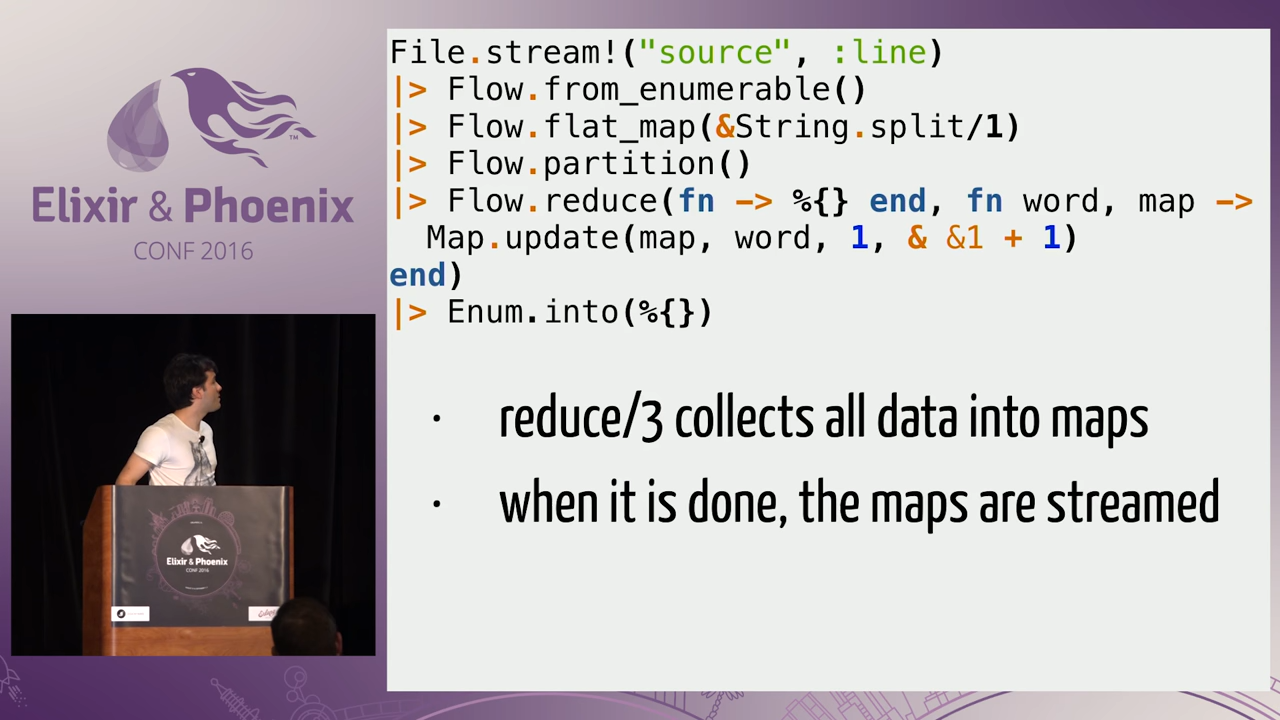 Elixir & Phoenix
CONF 2016
TM
File.stream!("source", :line)
|> Flow.from_enumerable()
|> Flow.flat_map(&String.split/1)
|> Flow.partition()
|> Flow.reduce(fn -> %{} end, fn word, map ->
  Map.update(map, word, 1, & &1 + 1)
end)
|> Enum.into(%{})
· reduce/3 collects all data into maps
· when it is done, the maps are streamed
Elixir & Phoenix
CONF 2016